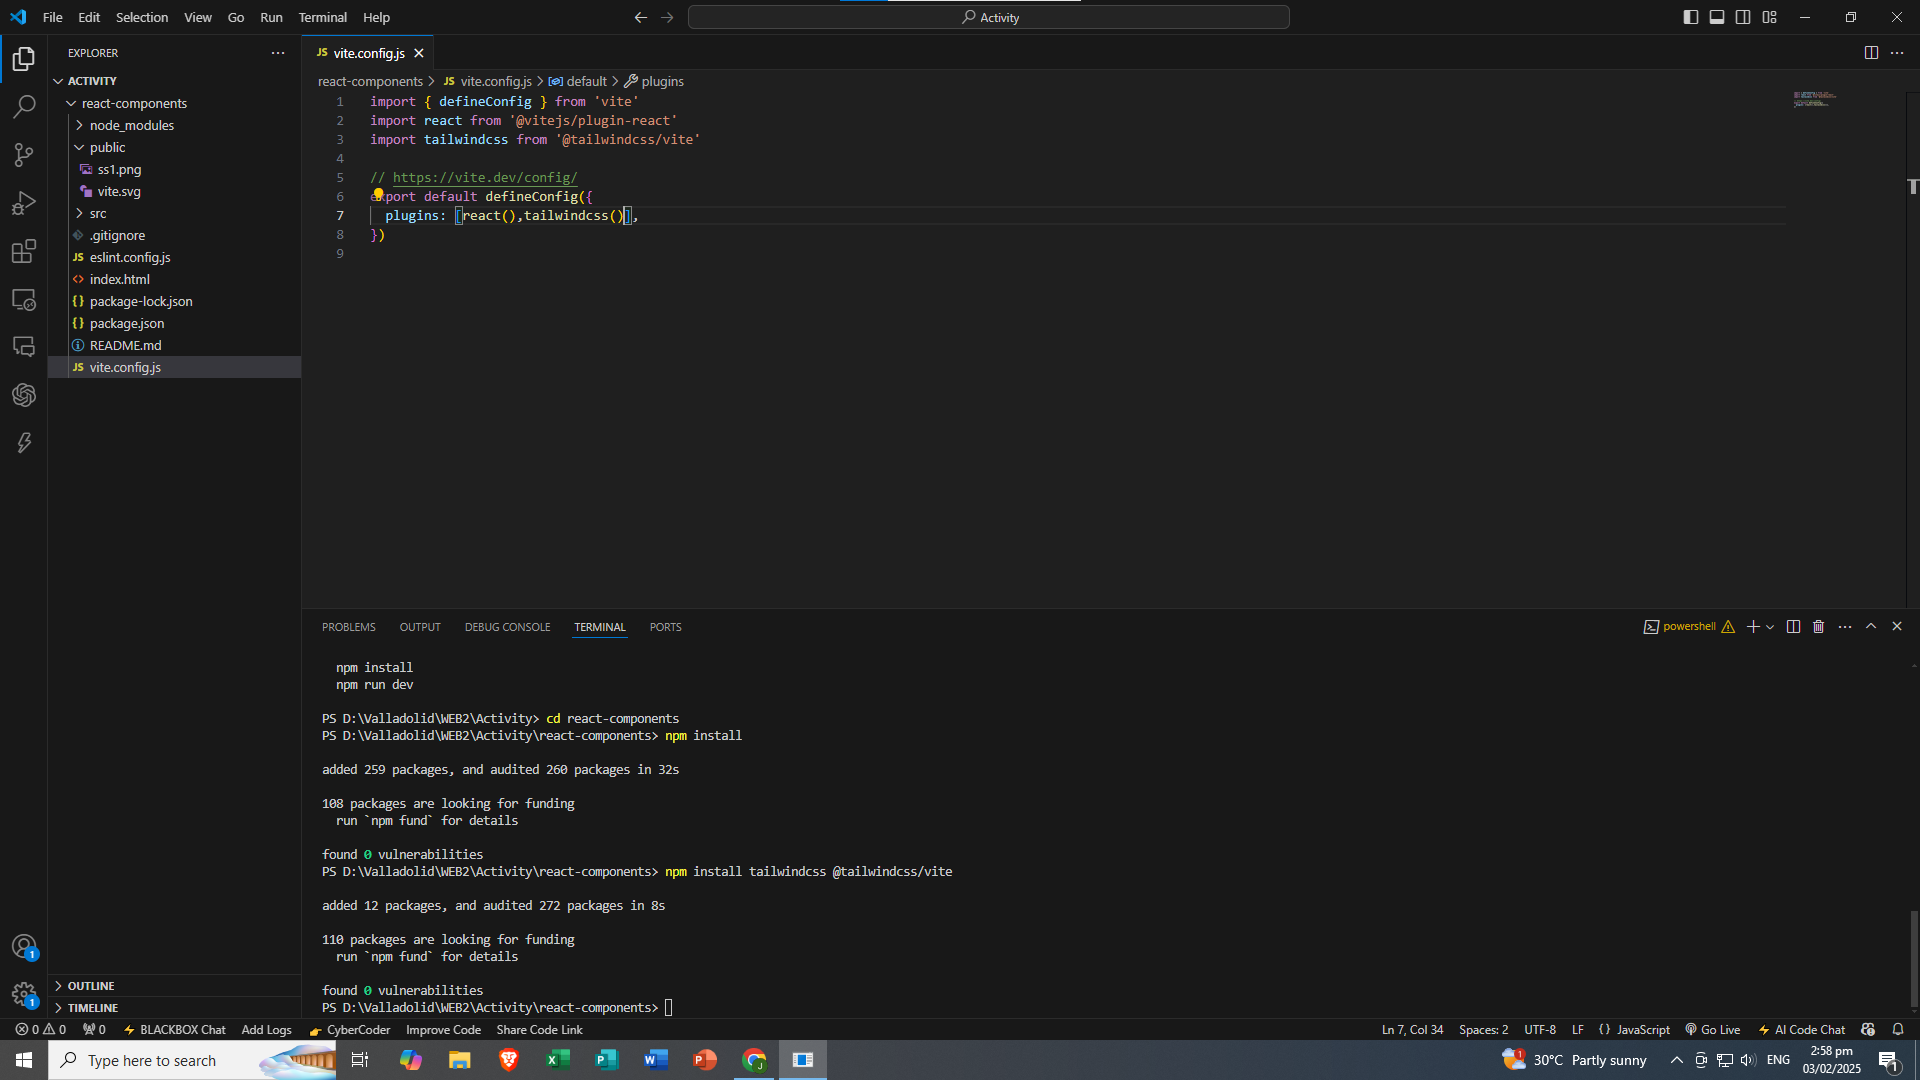 File Edit Selection View Go Run Terminal Help
Activity
EXPLORER
ACTIVITY
react-components
node_modules
public
ss1.png
vite.svg
src
.gitignore
eslint.config.js
index.html
package-lock.json
package.json
README.md
vite.config.js
OUTLINE
TIMELINE
JS vite.config.js
react-components > JS vite.config.js > default > plugins
1 import { defineConfig } from 'vite'
2 import react from '@vitejs/plugin-react'
3 import tailwindcss from '@tailwindcss/vite'
4
5 // https://vite.dev/config/
6 export default defineConfig({
7 plugins: [react(),tailwindcss()],
8 })
9
PROBLEMS OUTPUT DEBUG CONSOLE TERMINAL PORTS
powershell
npm install
npm run dev
PS D:\Valladolid\WEB2\Activity> cd react-components
PS D:\Valladolid\WEB2\Activity\react-components> npm install
added 259 packages, and audited 260 packages in 32s
108 packages are looking for funding
run `npm fund` for details
found 0 vulnerabilities
PS D:\Valladolid\WEB2\Activity\react-components> npm install tailwindcss @tailwindcss/vite
added 12 packages, and audited 272 packages in 8s
110 packages are looking for funding
run `npm fund` for details
found 0 vulnerabilities
PS D:\Valladolid\WEB2\Activity\react-components>
0 0 0 BLACKBOX Chat Add Logs CyberCoder Improve Code Share Code Link
Ln 7, Col 34 Spaces: 2 UTF-8 LF {} JavaScript Go Live AI Code Chat
Type here to search
30°C Partly sunny ENG
2:58 pm
03/02/2025